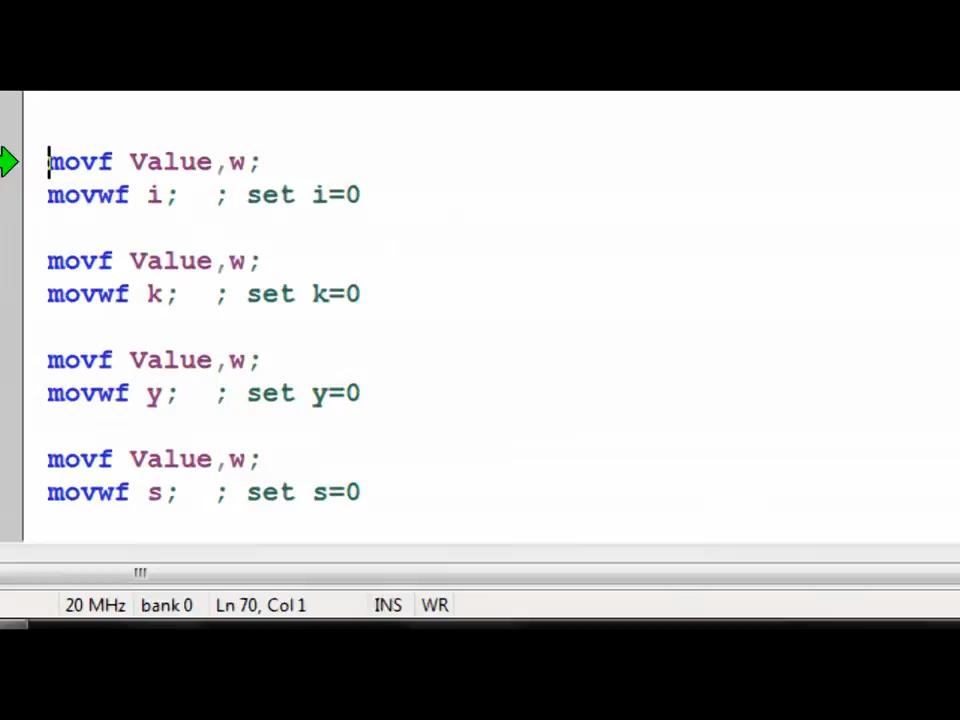 movf Value,w;
movwf i;  ; set i=0
movf Value,w;
movwf k;  ; set k=0
movf Value,w;
movwf y;  ; set y=0
movf Value,w;
movwf s;  ; set s=0
20 MHz bank 0 Ln 70, Col 1 INS WR